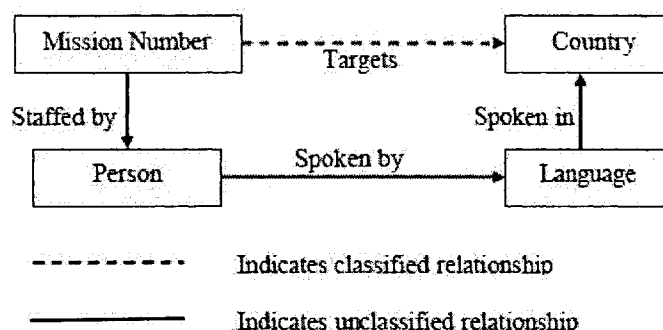 Mission Number
Country
Targets
Staffed by
Spoken in
Person
Spoken by
Language
Indicates classified relationship
Indicates unclassified relationship